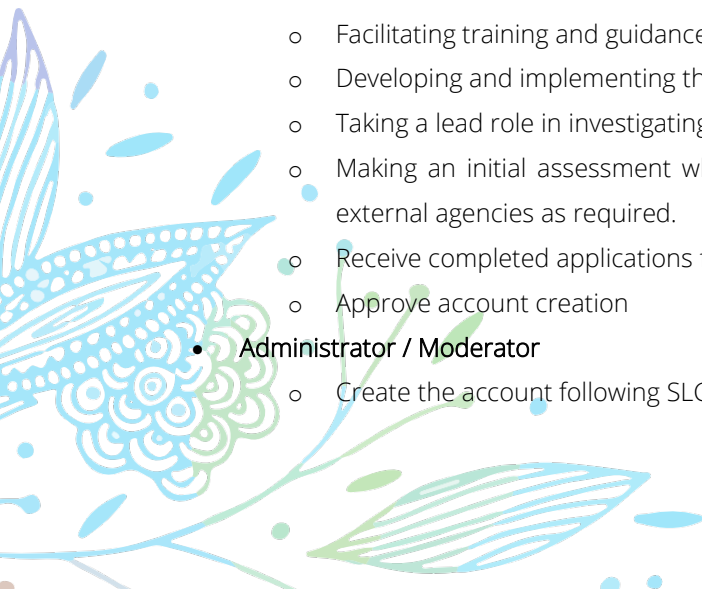 o Facilitating training and guidance
o Developing and implementing
o Taking a lead role in investigating
o Making an initial assessment
external agencies as required.
o Receive completed applications
o Approve account creation
• Administrator / Moderator
o Create the account following